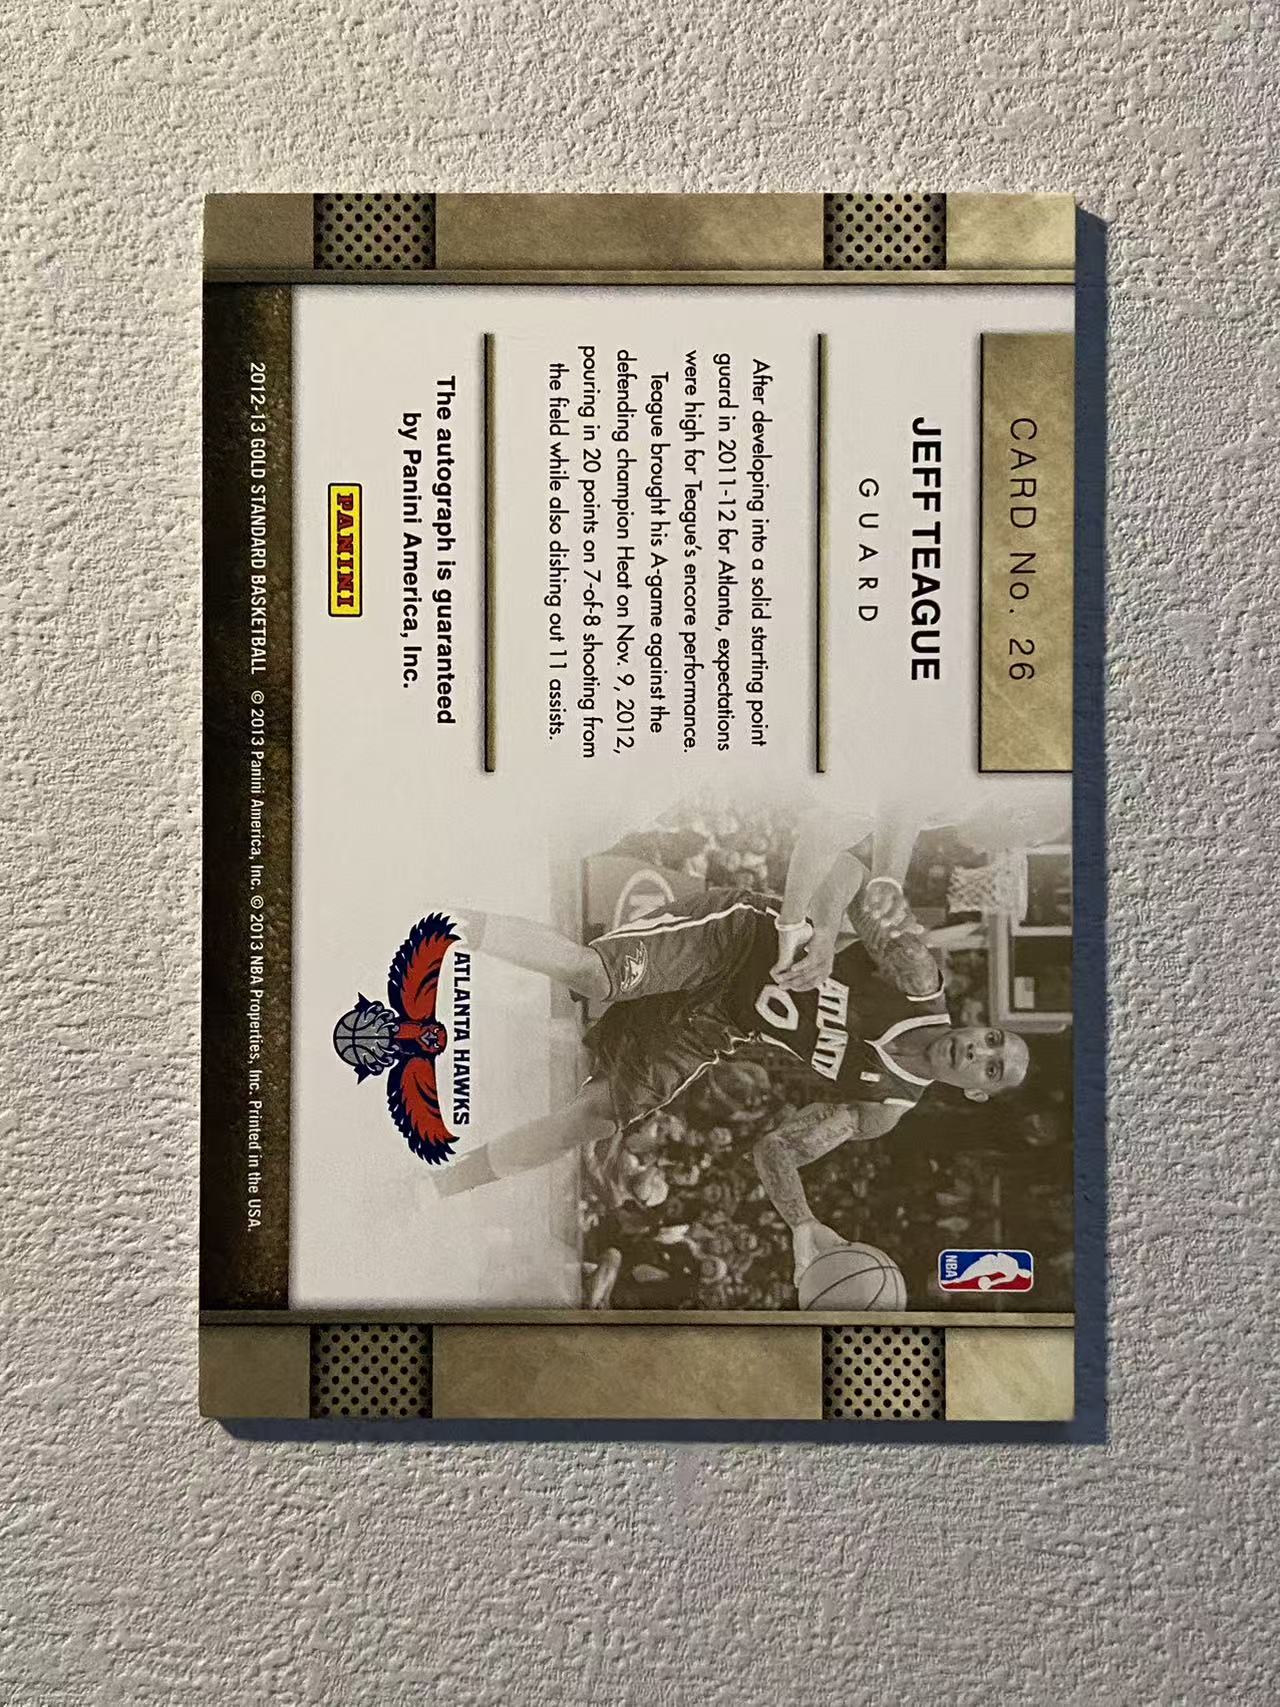 CARD No. 26
JEFF TEAGUE
GUARD
After developing into a solid starting point
guard in 2011-12 for Atlanta, expectations
were high for Teague's encore performance.
Teague brought his A-game against the
defending champion Heat on Nov. 9, 2012,
pouring in 20 points on 7-of-8 shooting from
the field while also dishing out 11 assists.
The autograph is guaranteed
by Panini America, Inc.
PANINI
NBA
ATLANTA
0
ATLANTA HAWKS
2012-13 GOLD STANDARD BASKETBALL © 2013 Panini America, Inc. © 2013 NBA Properties, Inc. Printed in the USA.